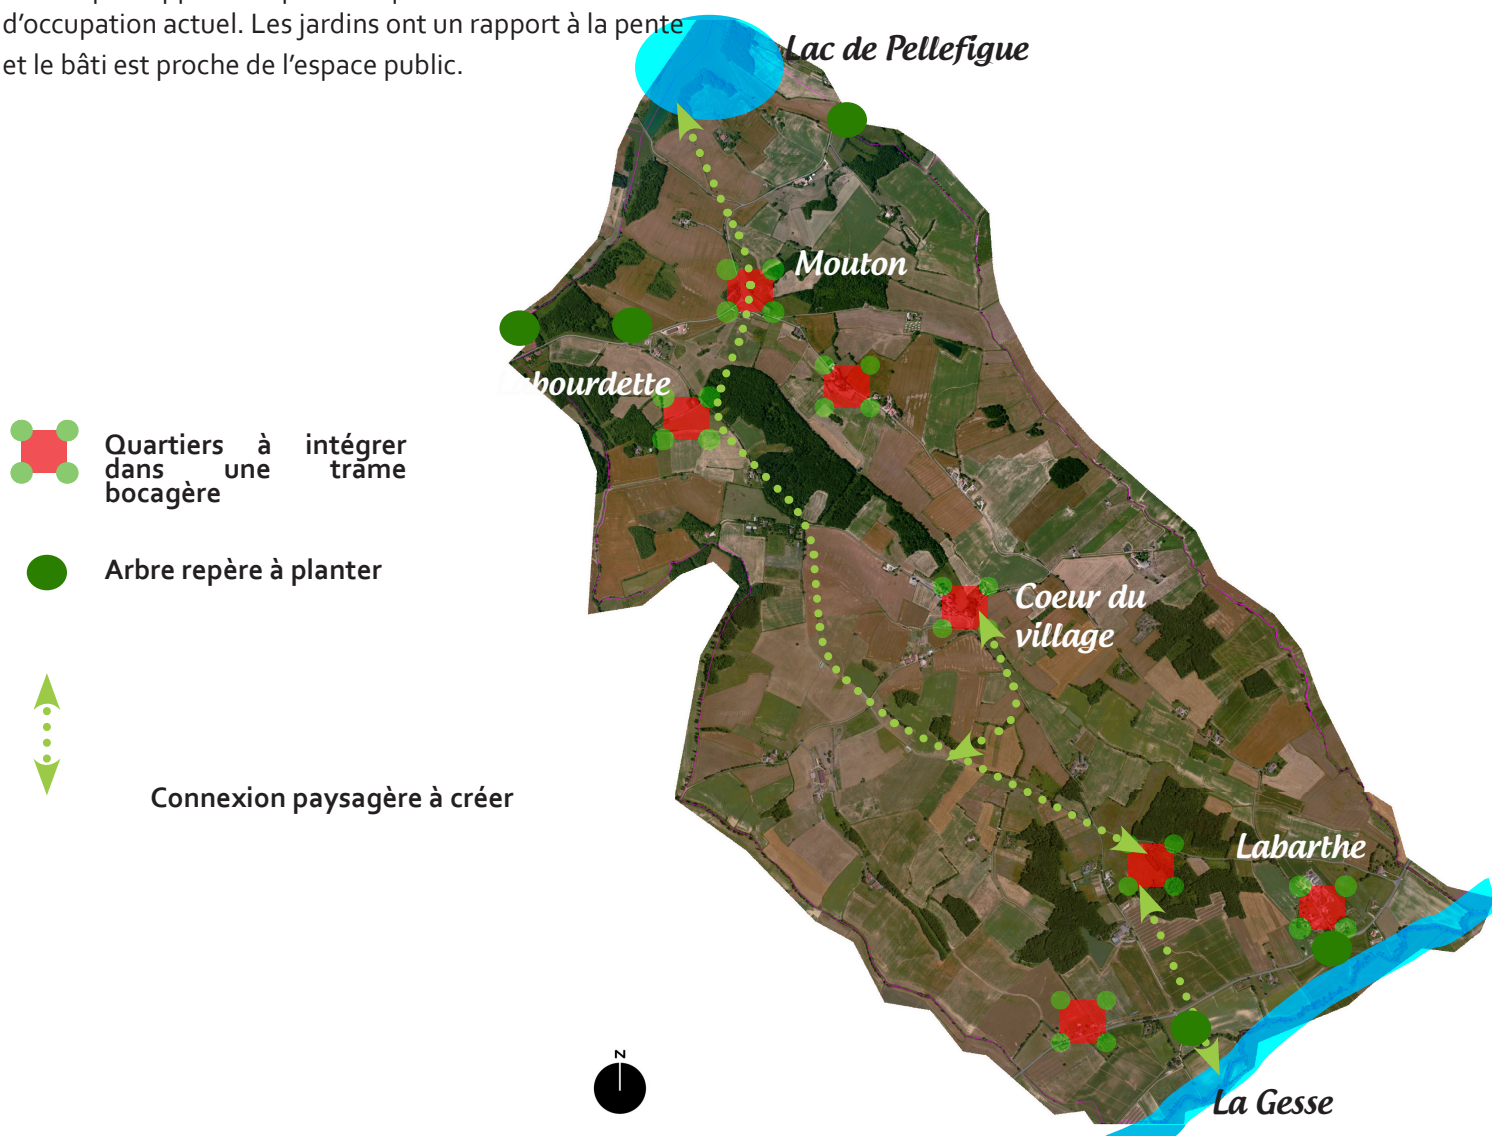 d’occupation actuel. Les jardins ont un rapport à la pente
et le bâti est proche de l’espace public.
Lac de Pellefigue
Mouton
Labourdette
Quartiers à intégrer
dans une trame
bocagère
Arbre repère à planter
Coeur du
village
Connexion paysagère à créer
Labarthe
N
La Gesse